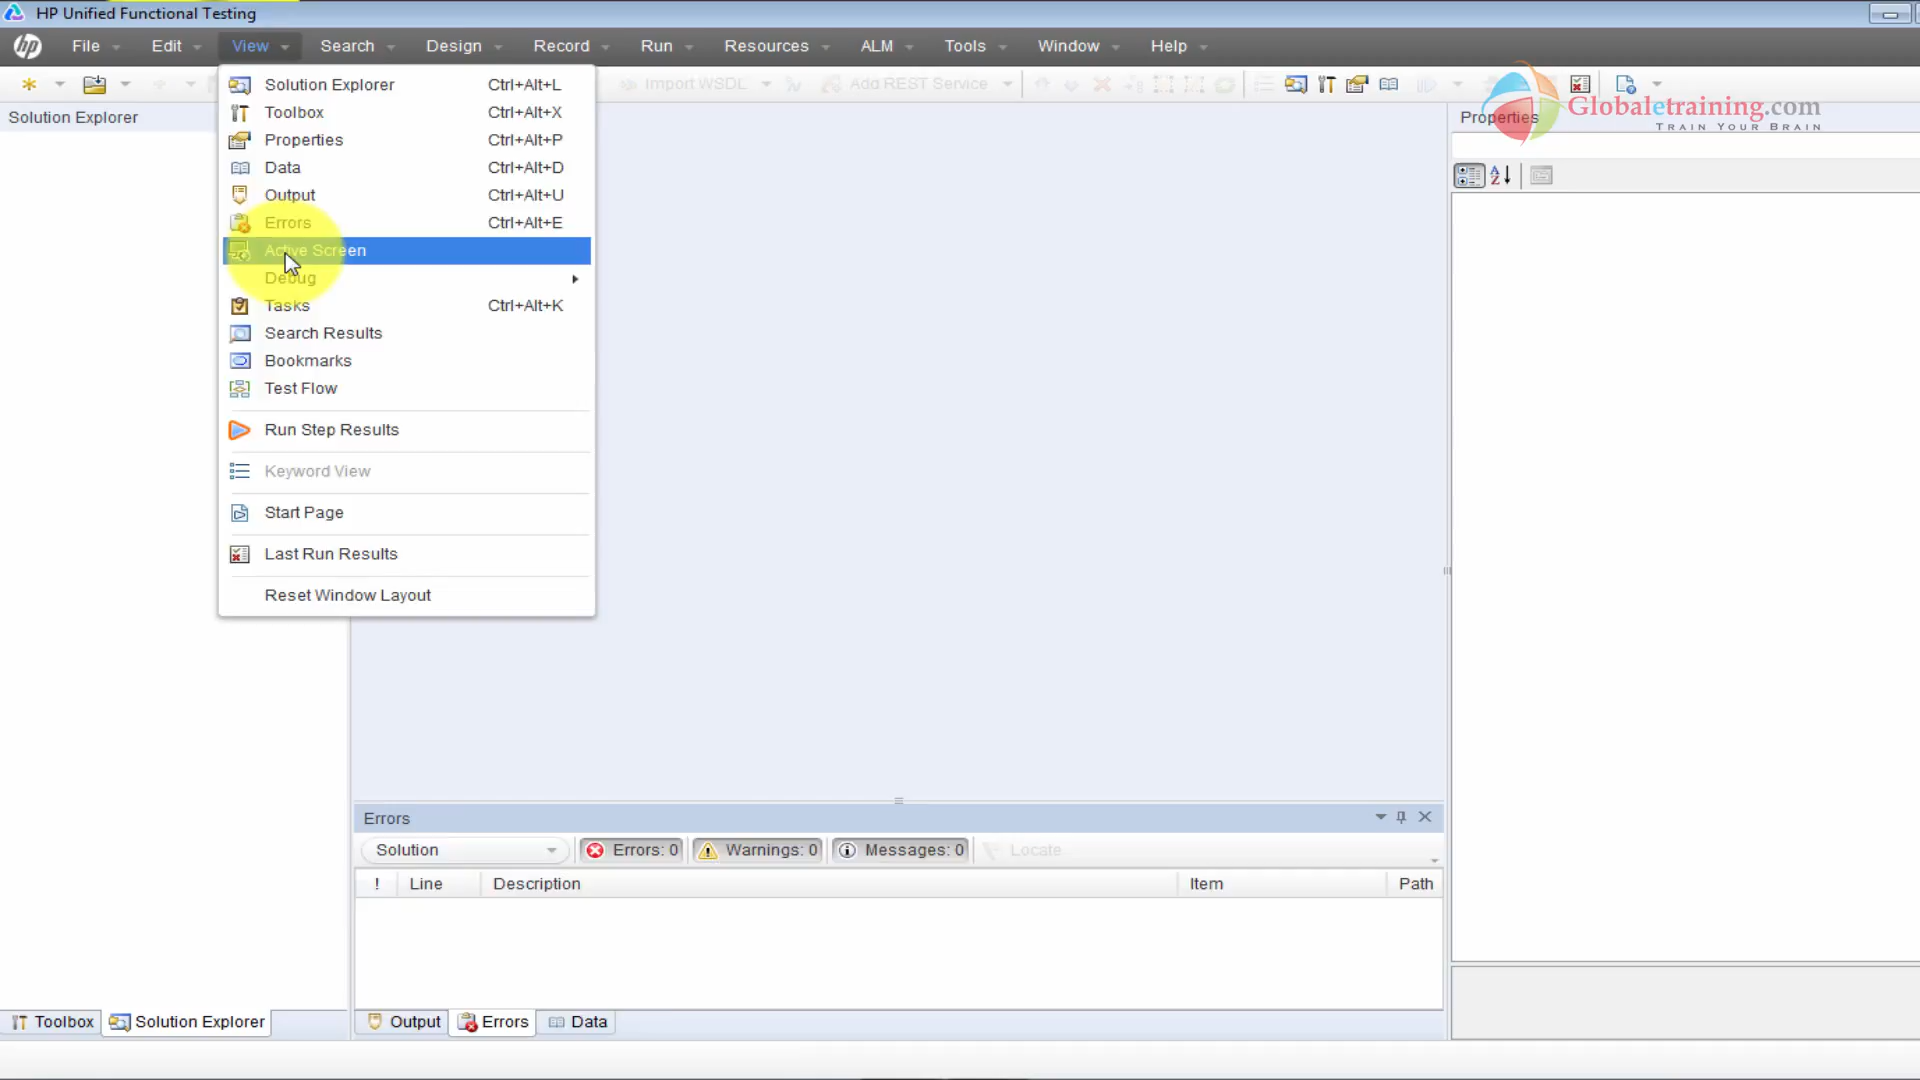 HP Unified Functional Testing
hp File Edit View Search Design Record Run Resources ALM Tools Window Help
Import WSDL Add REST Service
Globaletraining.com
TRAIN YOUR BRAIN
Solution Explorer
Properties
Solution Explorer Ctrl+Alt+L
Toolbox Ctrl+Alt+X
Properties Ctrl+Alt+P
Data Ctrl+Alt+D
Output Ctrl+Alt+U
Errors Ctrl+Alt+E
Active Screen
Debug
Tasks Ctrl+Alt+K
Search Results
Bookmarks
Test Flow
Run Step Results
Keyword View
Start Page
Last Run Results
Reset Window Layout
Errors
Solution Errors: 0 Warnings: 0 Messages: 0 Locate
! Line Description Item Path
Toolbox Solution Explorer Output Errors Data